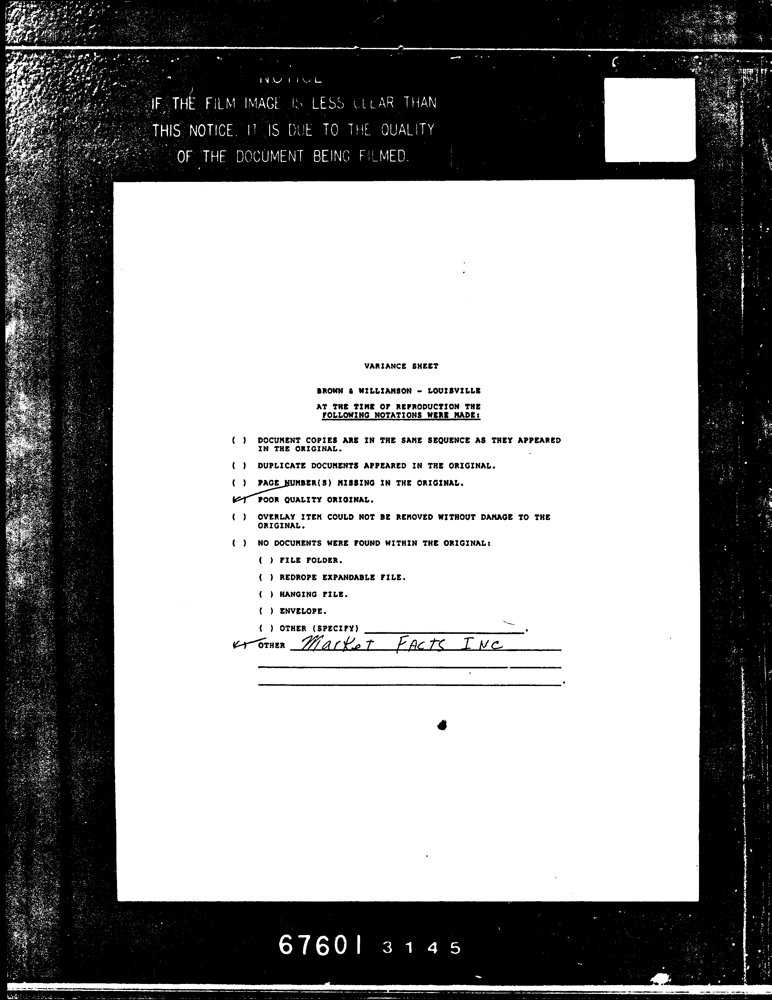 NOTICE
IF THE FILM IMAGE IS LESS CLEAR THAN
THIS NOTICE, IT IS DUE TO THE QUALITY
OF THE DOCUMENT BEING FILMED.
VARIANCE SHEET
BROWN & WILLIAMSON - LOUISVILLE
AT THE TIME OF REPRODUCTION THE
FOLLOWING NOTATIONS WERE MADE:
( ) DOCUMENT COPIES ARE IN THE SAME SEQUENCE AS THEY APPEARED
IN THE ORIGINAL.
( ) DUPLICATE DOCUMENTS APPEARED IN THE ORIGINAL.
( ) PAGE NUMBER(S) MISSING IN THE ORIGINAL.
(✓) POOR QUALITY ORIGINAL.
( ) OVERLAY ITEM COULD NOT BE REMOVED WITHOUT DAMAGE TO THE
ORIGINAL.
( ) NO DOCUMENTS WERE FOUND WITHIN THE ORIGINAL:
( ) FILE FOLDER.
( ) REDROPE EXPANDABLE FILE.
( ) HANGING FILE.
( ) ENVELOPE.
( ) OTHER (SPECIFY)
(✓) OTHER Market FACTS INC
676013145